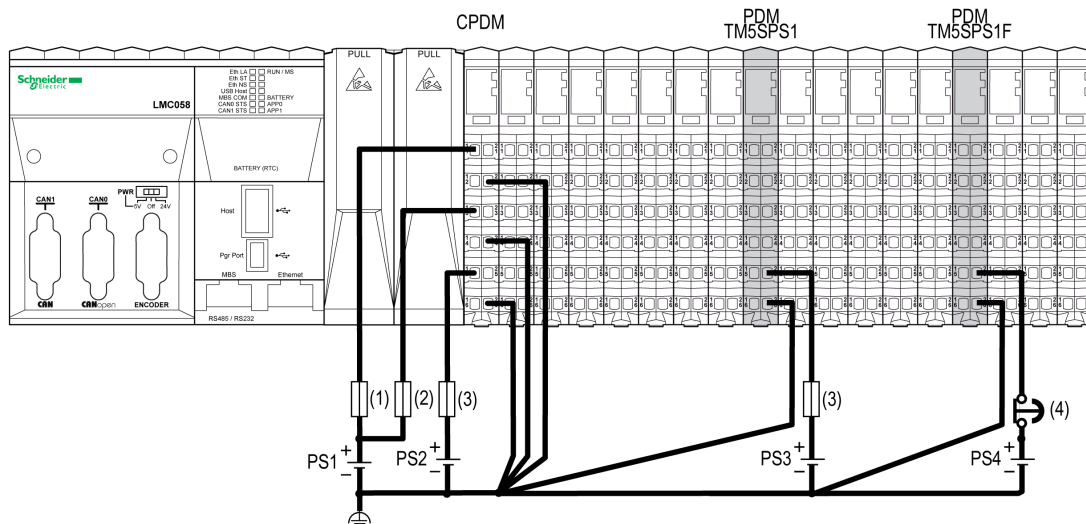 CPDM
PDM
TM5SPS1
PDM
TM5SPS1F
PULL
PULL
Schneider
Electric
LMC058
Eth LA RUN / MS
Eth ST
Eth NS
USB Host
MBS COM BATTERY
CAN0 STS APP0
CAN1 STS APP1
BATTERY (RTC)
CAN1
CAN0
PWR
5V Off 24V
Host
Pgr Port
MBS Ethernet
CAN
CANopen
ENCODER
RS485 / RS232
(1)
(2)
(3)
(3)
(4)
PS1 + −
PS2 + −
PS3 + −
PS4 + −